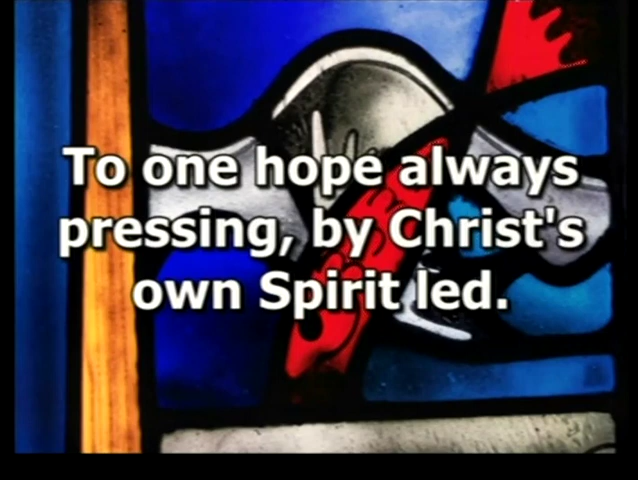 To one hope always
pressing, by Christ's
own Spirit led.